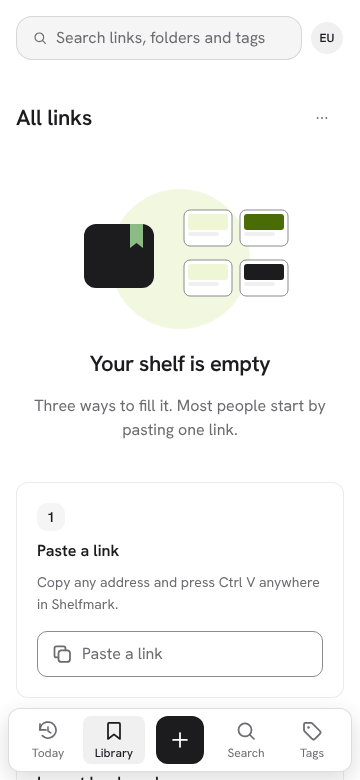 Search links, folders and tags
EU
All links
Your shelf is empty
Three ways to fill it. Most people start by
pasting one link.
1
Paste a link
Copy any address and press Ctrl V anywhere
in Shelfmark.
Paste a link
Today
Library
Search
Tags